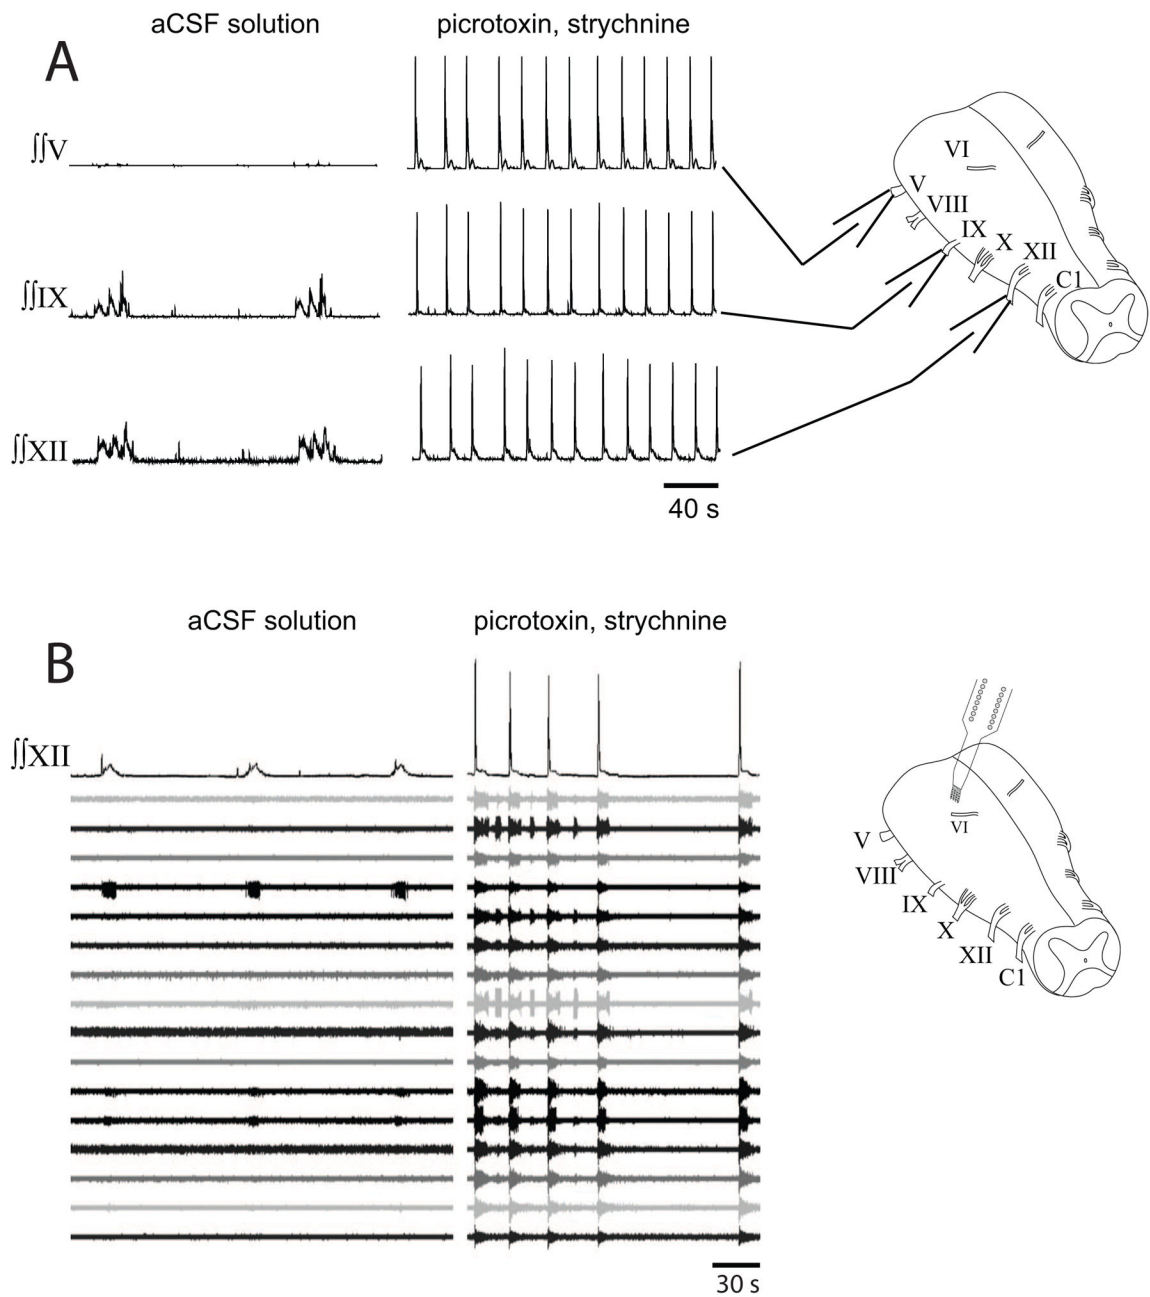 aCSF solution
picrotoxin, strychnine
A
∫∫V
∫∫IX
∫∫XII
40 s
VI
V
VIII
IX
X
XII
C1
aCSF solution
picrotoxin, strychnine
B
∫∫XII
30 s
VI
V
VIII
IX
X
XII
C1